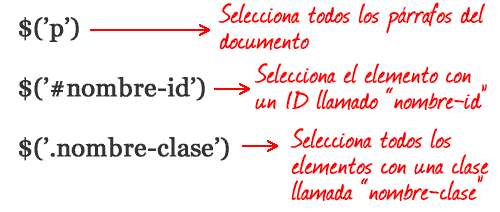 $('p')
Selecciona todos los párrafos del
documento
$('#nombre-id')
Selecciona el elemento con
un ID llamado "nombre-id"
$('.nombre-clase')
Selecciona todos los
elementos con una clase
llamada "nombre-clase"